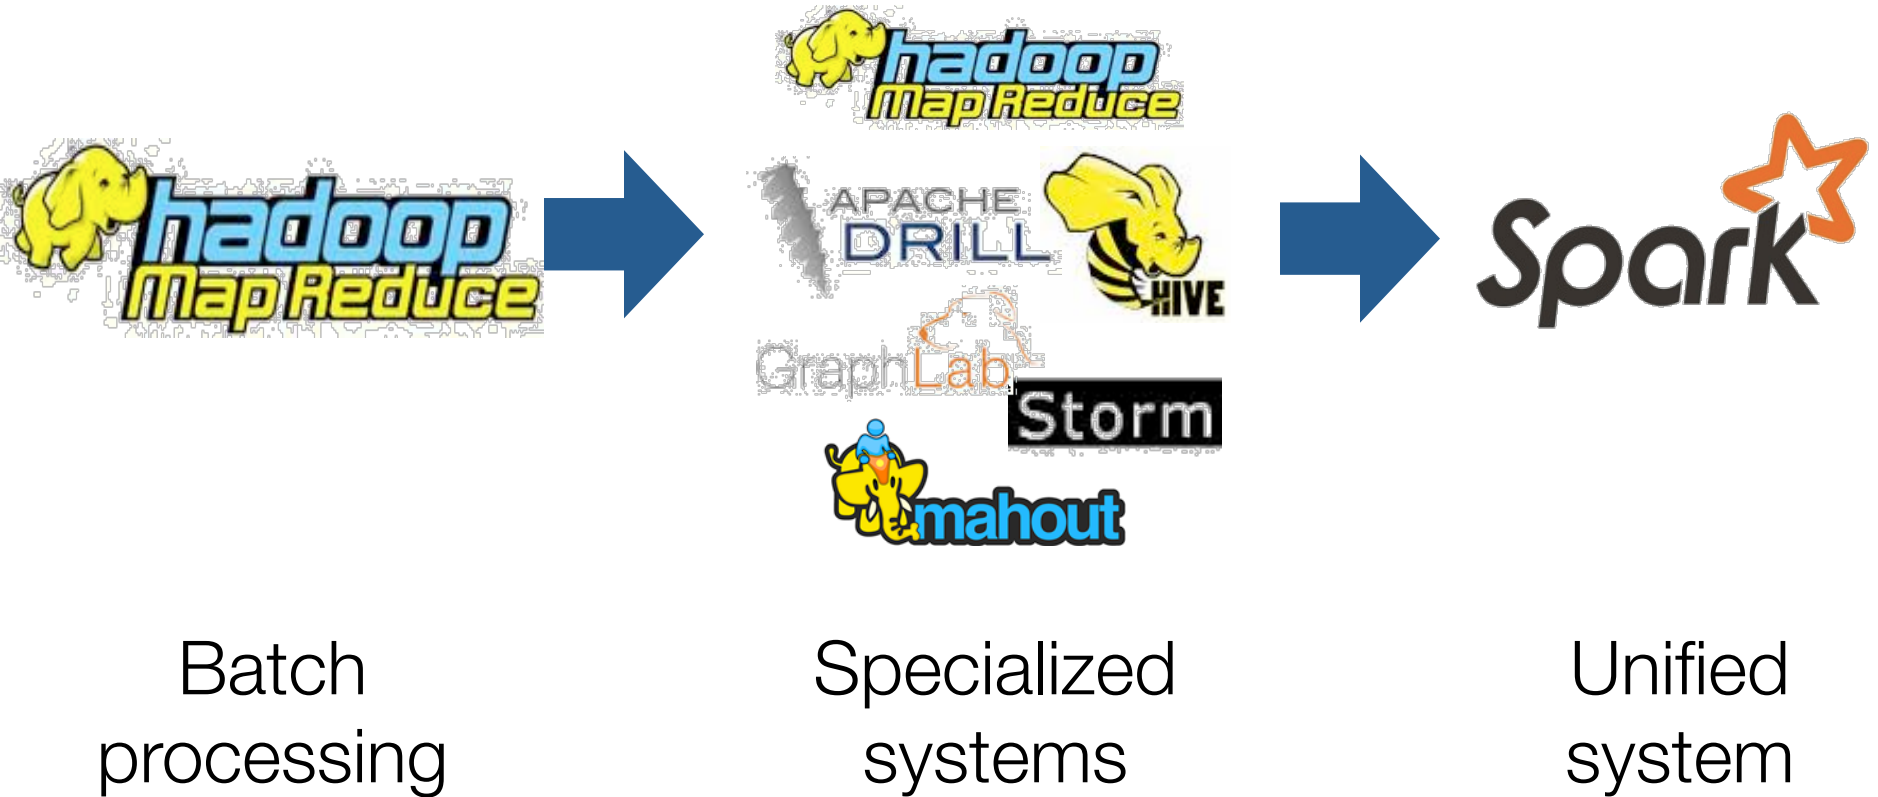 hadoop
Map Reduce
hadoop
Map Reduce
APACHE
DRILL
HIVE
GraphLab
Storm
mahout
Spark
Batch
processing
Specialized
systems
Unified
system